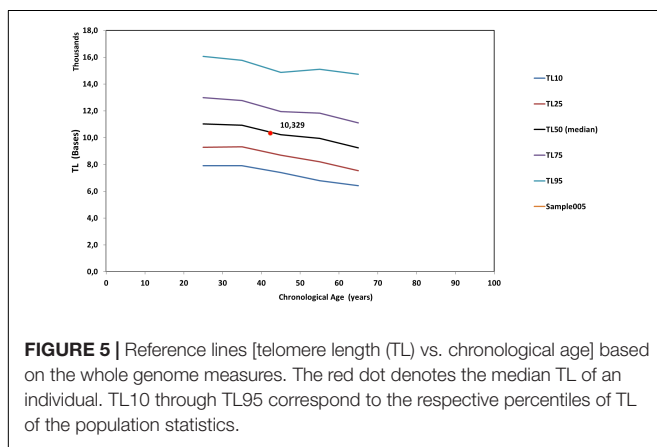 Thousands
18,0
16,0
14,0
12,0
10,0
8,0
6,0
4,0
2,0
0,0
TL (Bases)
10,329
0 10 20 30 40 50 60 70 80 90 100
Chronological Age (years)
TL10
TL25
TL50 (median)
TL75
TL95
Sample005
FIGURE 5 | Reference lines [telomere length (TL) vs. chronological age] based
on the whole genome measures. The red dot denotes the median TL of an
individual. TL10 through TL95 correspond to the respective percentiles of TL
of the population statistics.